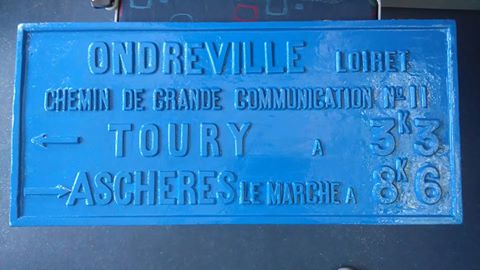 ONDREVILLE LOIRET
CHEMIN DE GRANDE COMMUNICATION No 11
TOURY A 3K3
ASCHERES LE MARCHE A 8K6